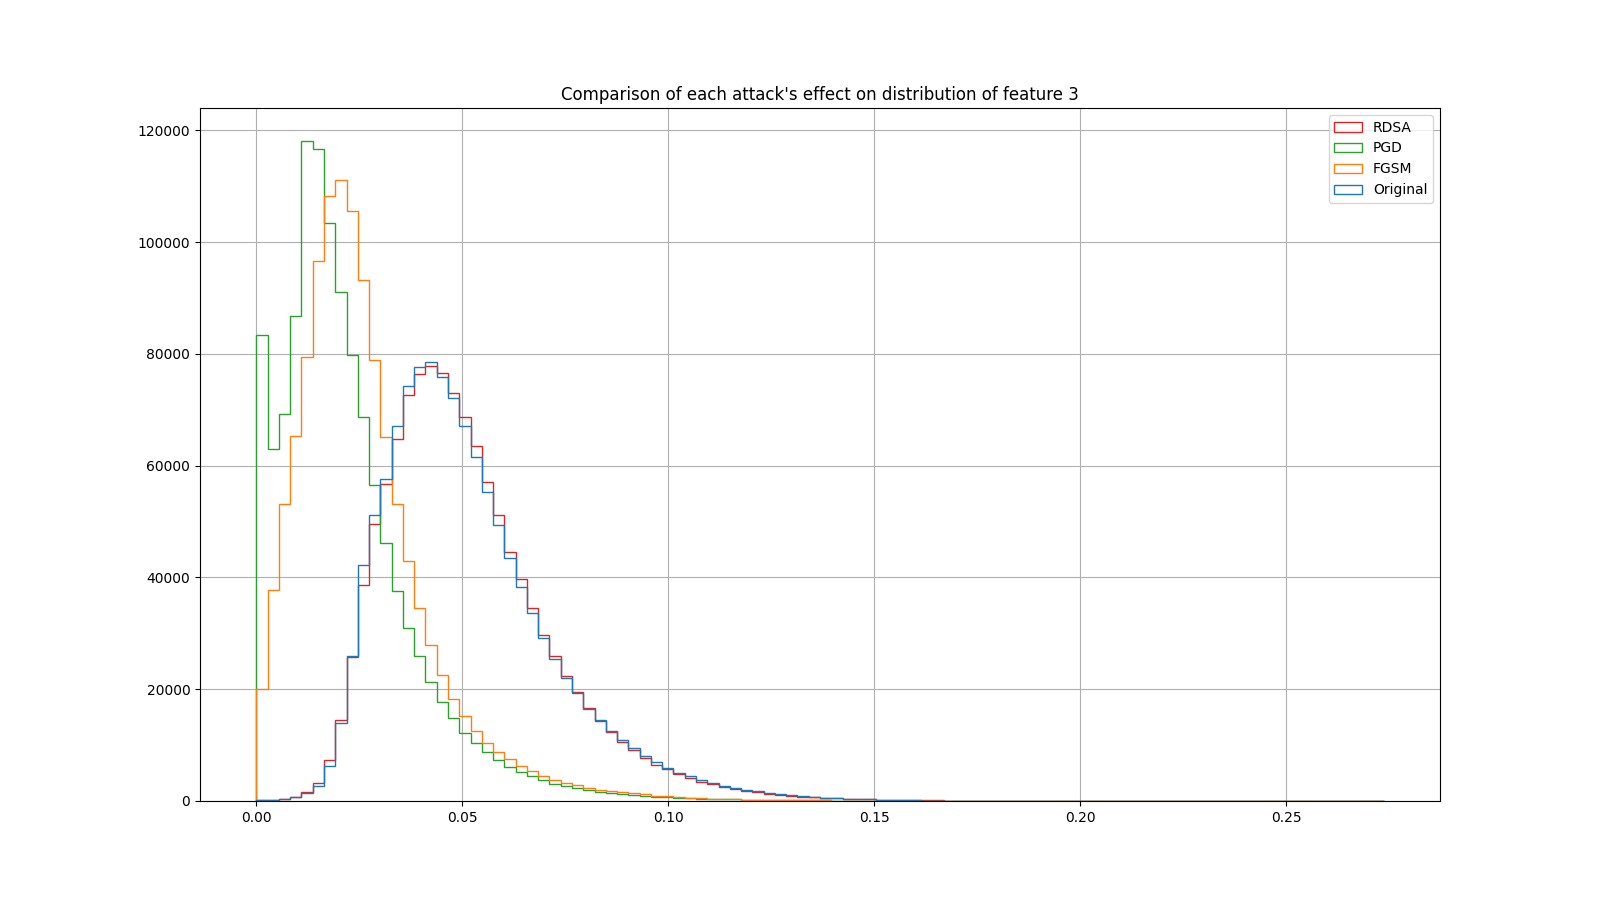 Comparison of each attack's effect on distribution of feature 3
RDSA
PGD
FGSM
Original
120000
100000
80000
60000
40000
20000
0
0.00 0.05 0.10 0.15 0.20 0.25